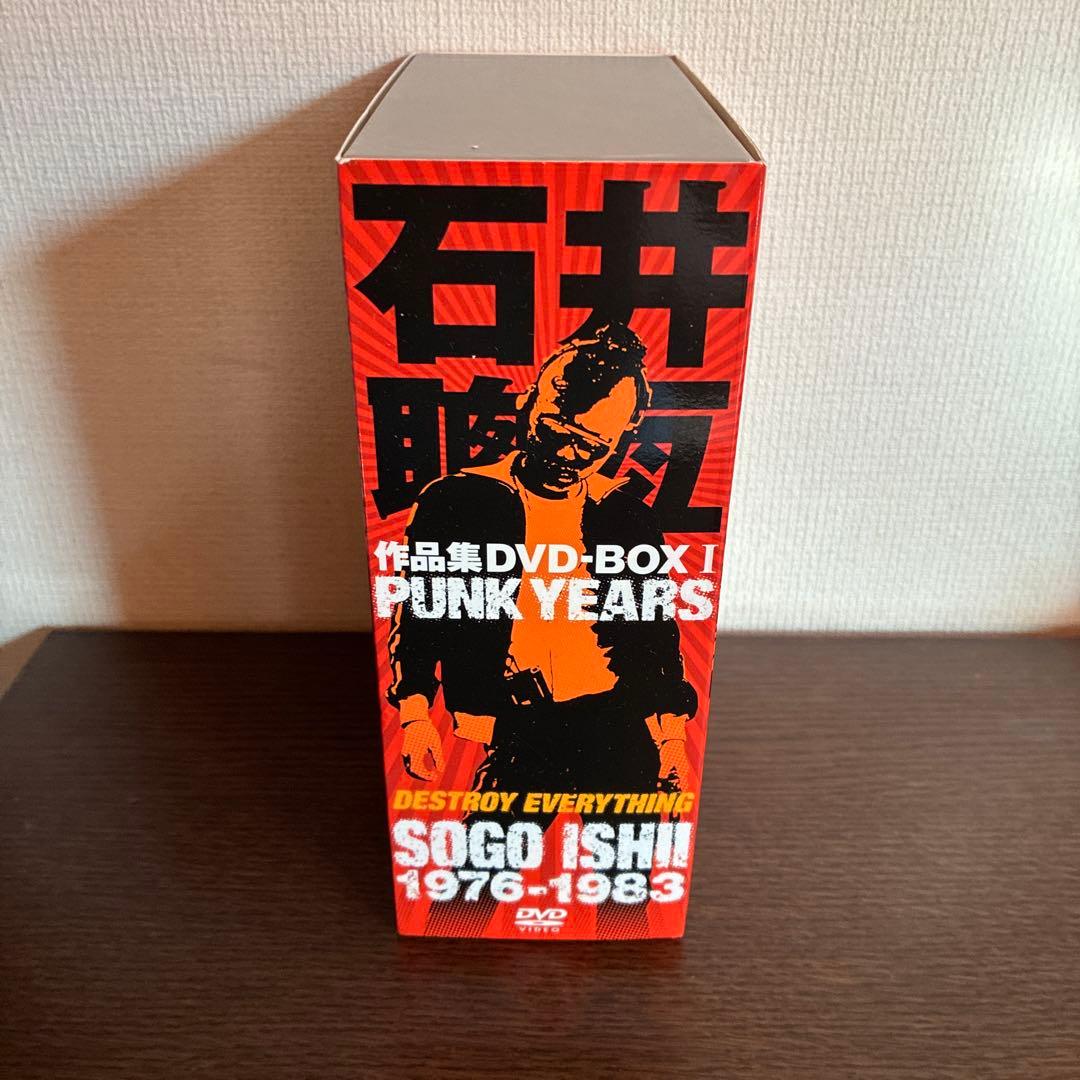 石井
聰亙
作品集DVD-BOX I
PUNK YEARS
DESTROY EVERYTHING
SOGO ISHII
1976-1983
DVD
VIDEO